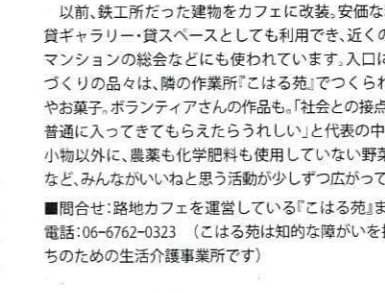 以前、鉄工所だった建物をカフェに改装。安価な
貸ギャラリー・貸スペースとしても利用でき、近くの
マンションの総会などにも使われています。入口に
づくりの品々は、隣の作業所『こはる苑』でつくられ
やお菓子。ボランティアさんの作品も。「社会との接点
普通に入ってきてもらえたらうれしい」と代表の中
小物以外に、農薬も化学肥料も使用していない野菜
など、みんながいいねと思う活動が少しずつ広がって
■問合せ：路地カフェを運営している『こはる苑』ま
電話：06-6762-0323　（こはる苑は知的な障がいを
ちのための生活介護事業所です）